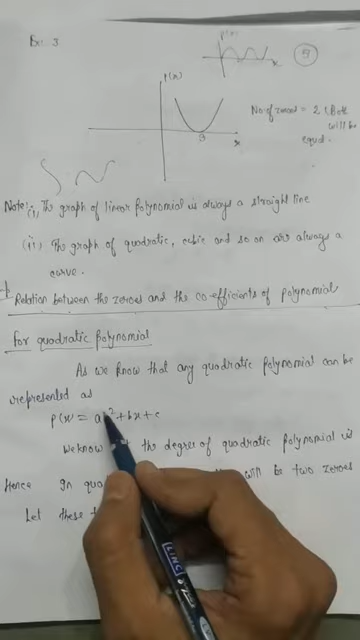 P(x)
Ex: 3
5
x
P(x)
No. of zeroes = 2 (Both
will be
equal.
x
Note:- (i) The graph of linear polynomial is always a straight line
(ii) The graph of quadratic, cubic and so on are always a
curve.
Relation between the zeroes and the co-efficients of polynomial
For quadratic polynomial
As we know that any quadratic polynomial can be
represented as
P(x = ax²+bx+c
We know the degree of quadratic polynomial is
Hence In qua will be two zeroes
Let these
LINC